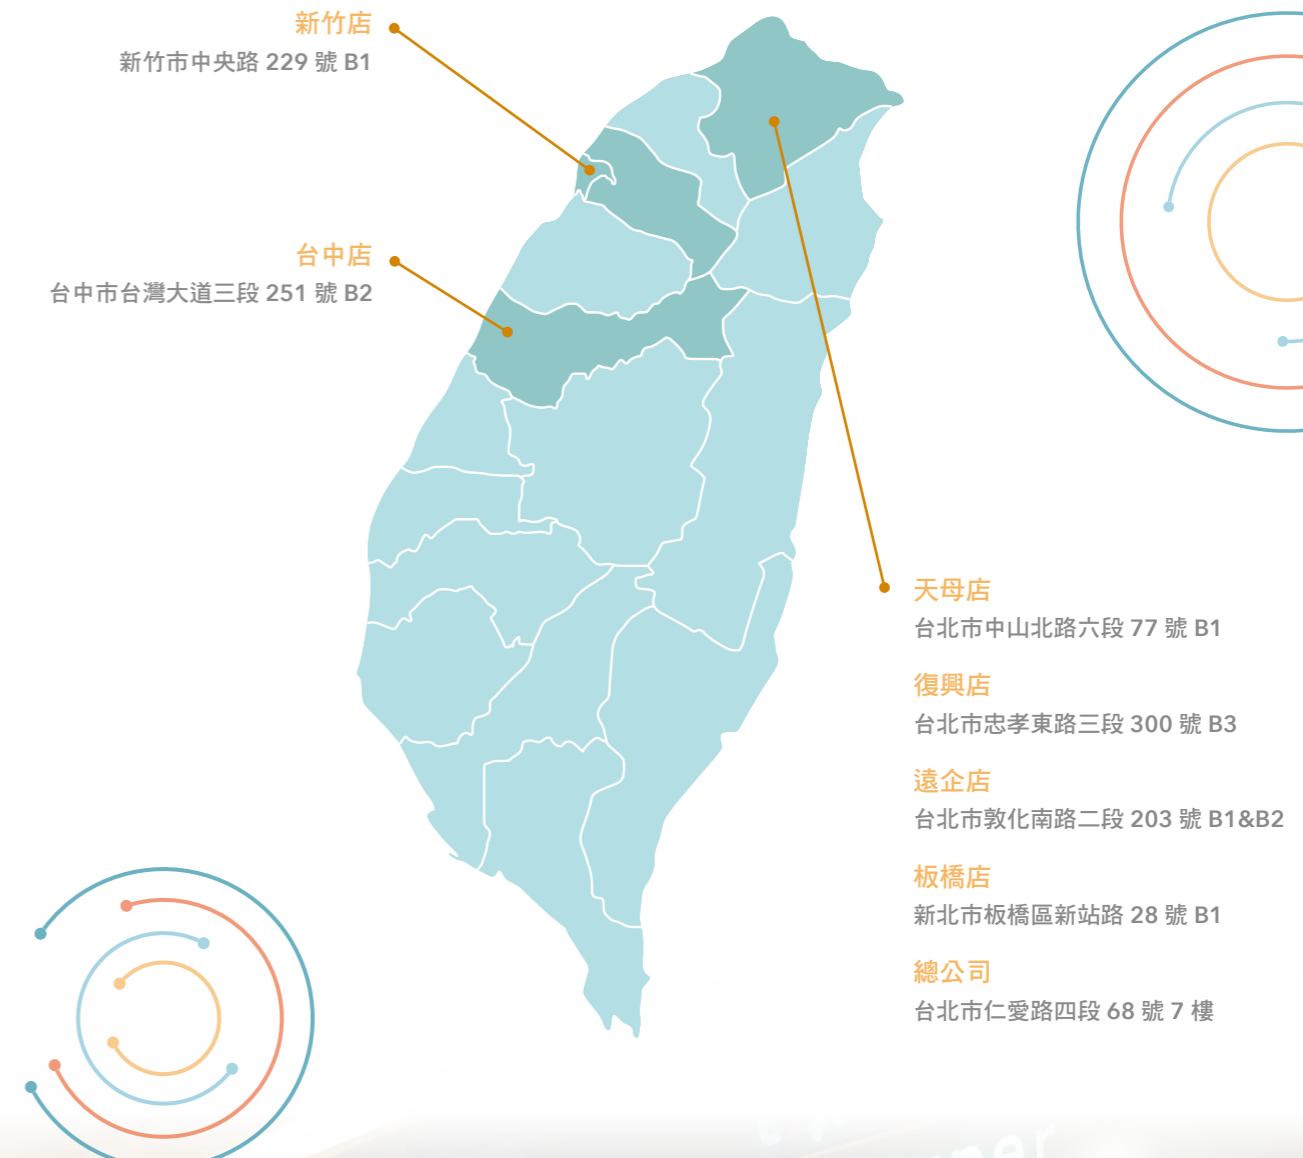 新竹店
新竹市中央路 229 號 B1
台中店
台中市台灣大道三段 251 號 B2
天母店
台北市中山北路六段 77 號 B1
復興店
台北市忠孝東路三段 300 號 B3
遠企店
台北市敦化南路二段 203 號 B1&B2
板橋店
新北市板橋區新站路 28 號 B1
總公司
台北市仁愛路四段 68 號 7 樓